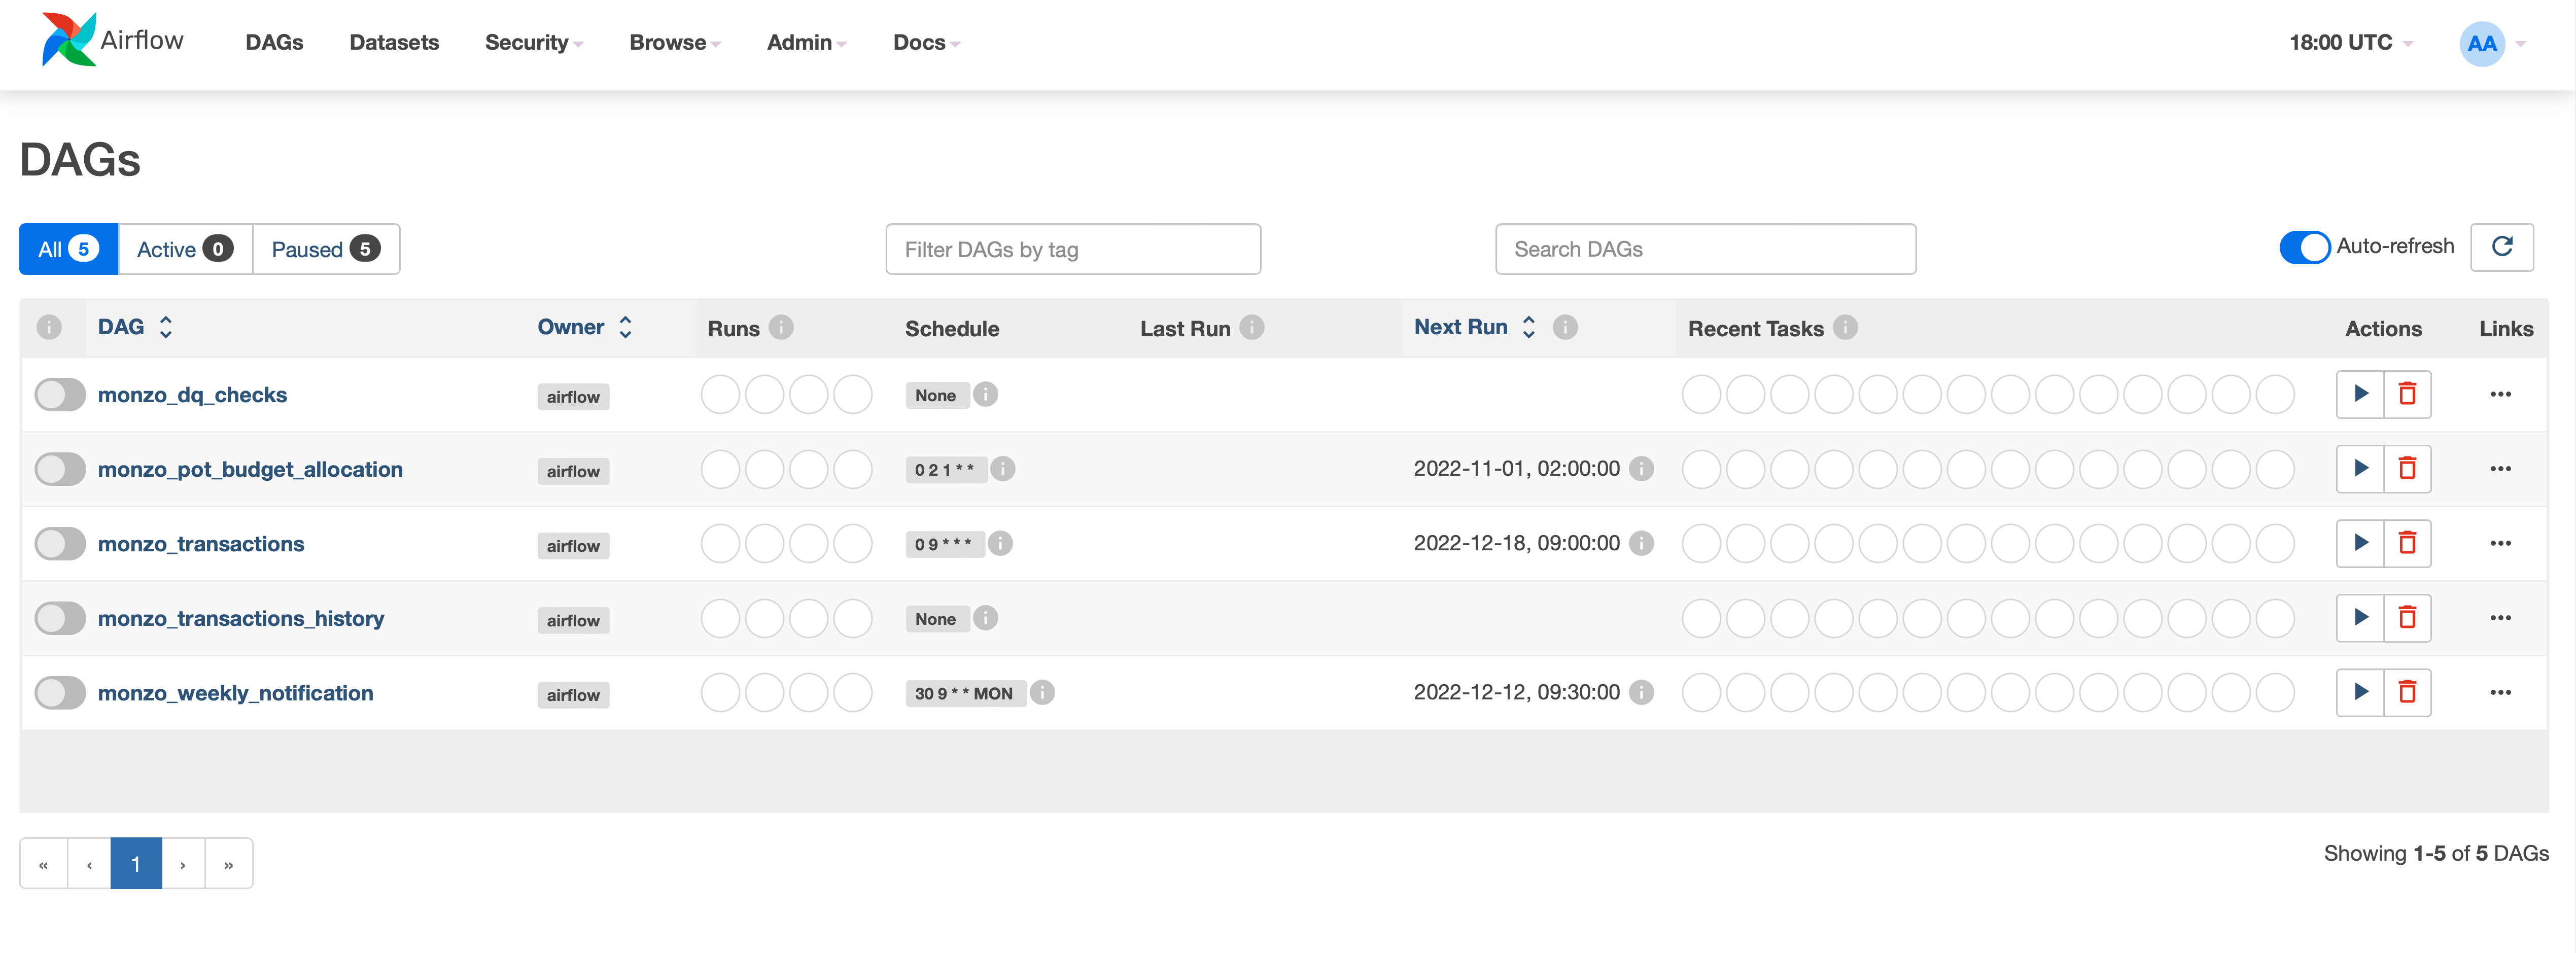 Airflow DAGs Datasets Security Browse Admin Docs 18:00 UTC AA
DAGs
All 5 Active 0 Paused 5 Filter DAGs by tag Search DAGs Auto-refresh
i DAG Owner Runs i Schedule Last Run i Next Run i Recent Tasks i Actions Links
monzo_dq_checks airflow None i
monzo_pot_budget_allocation airflow 0 2 1 * * i 2022-11-01, 02:00:00 i
monzo_transactions airflow 0 9 * * * i 2022-12-18, 09:00:00 i
monzo_transactions_history airflow None i
monzo_weekly_notification airflow 30 9 * * MON i 2022-12-12, 09:30:00 i
« ‹ 1 › » Showing 1-5 of 5 DAGs